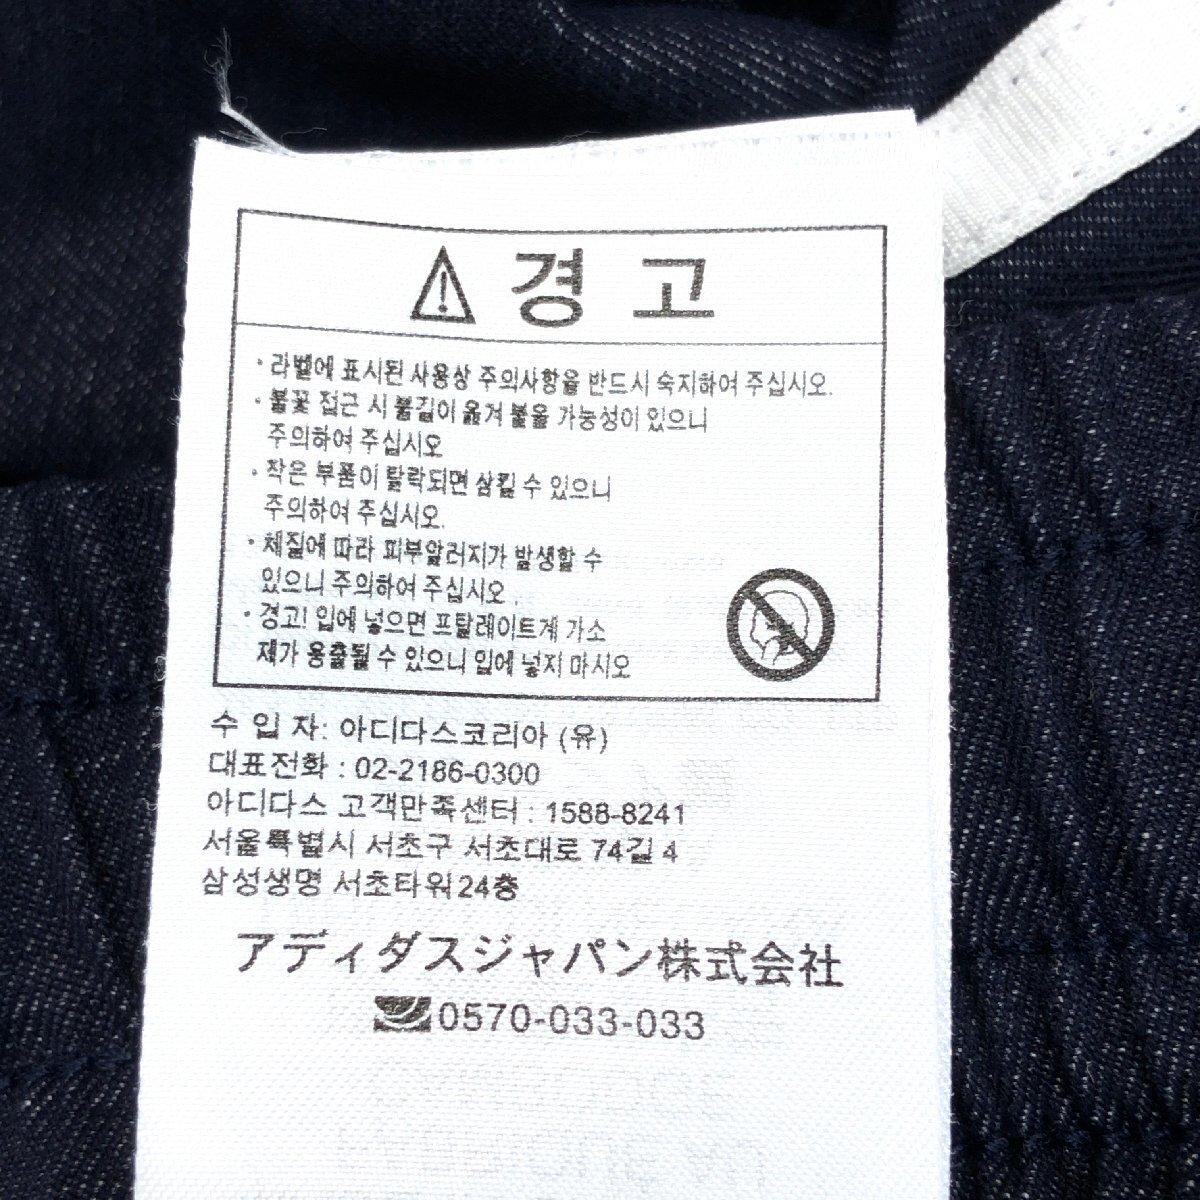 경 고
· 라벨에 표시된 사용상 주의사항을 반드시 숙지하여 주십시오.
· 불꽃 접근 시 불길이 옮겨 붙을 가능성이 있으니
주의하여 주십시오
· 작은 부품이 탈락되면 삼킬 수 있으니
주의하여 주십시오.
· 체질에 따라 피부알러지가 발생할 수
있으니 주의하여 주십시오.
· 경고! 입에 넣으면 프탈레이트계 가소
제가 용출될 수 있으니 입에 넣지 마시오
수 입 자: 아디다스코리아 (유)
대표전화 : 02-2186-0300
아디다스 고객만족센터 : 1588-8241
서울특별시 서초구 서초대로 74길 4
삼성생명 서초타워24층
アディダスジャパン株式会社
0570-033-033